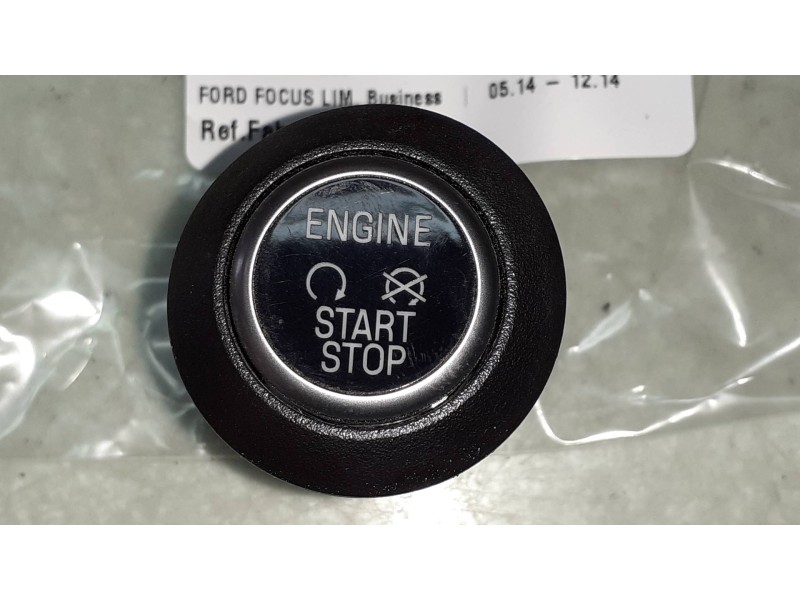 FORD FOCUS LIM. Business 05.14 - 12.14
ENGINE
START
STOP